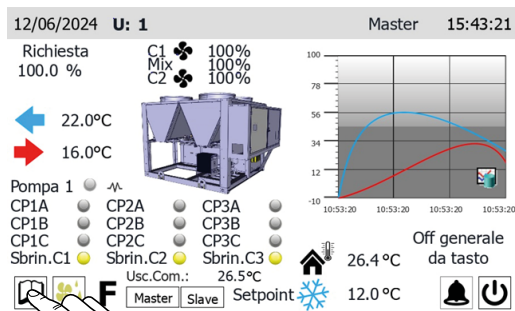 12/06/2024 U: 1 Master 15:43:21
Richiesta
100.0 %
C1 100%
Mix 100%
C2 100%
22.0°C
16.0°C
100
78
56
34
12
-10
10:53:20 10:53:20 10:53:20 10:53:20
Pompa 1
CP1A CP2A CP3A
CP1B CP2B CP3B
CP1C CP2C CP3C
Sbrin.C1 Sbrin.C2 Sbrin.C3
Usc.Com.: 26.5°C
F Master Slave Setpoint
26.4 °C
12.0 °C
Off generale
da tasto